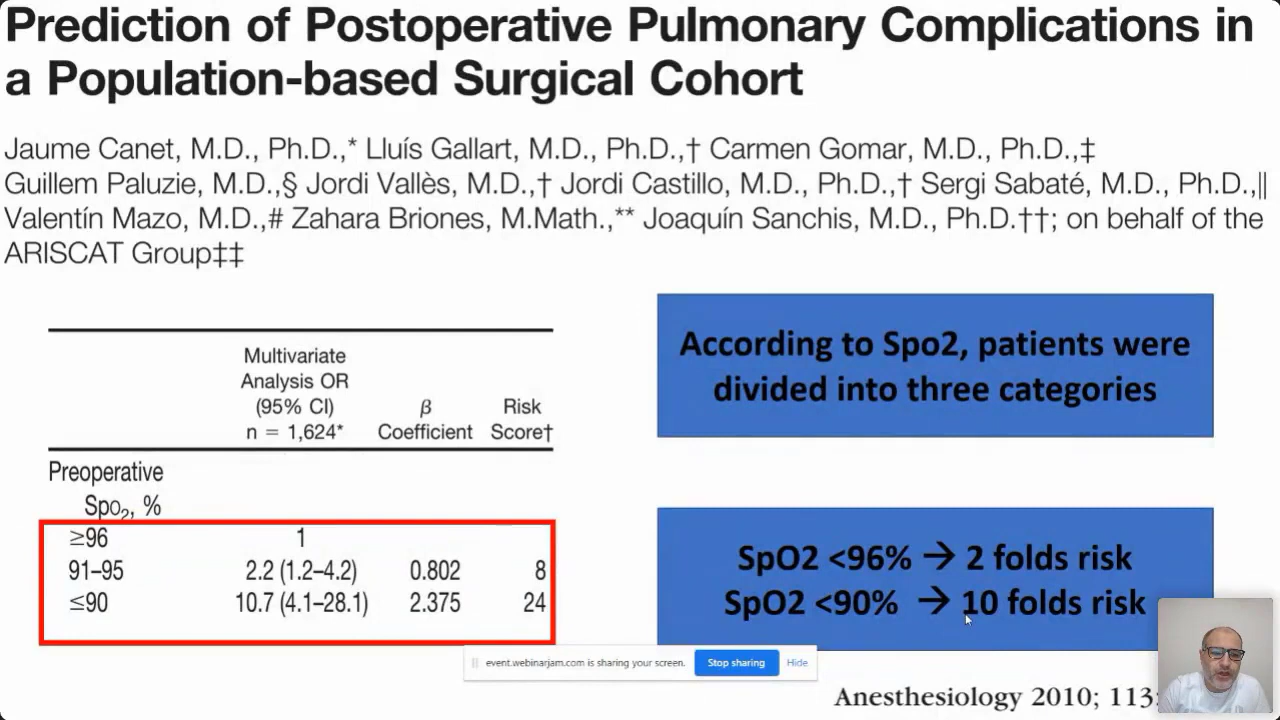 Prediction of Postoperative Pulmonary Complications in
a Population-based Surgical Cohort
Jaume Canet, M.D., Ph.D.,* Lluís Gallart, M.D., Ph.D.,† Carmen Gomar, M.D., Ph.D.,‡
Guillem Paluzie, M.D.,§ Jordi Vallès, M.D.,† Jordi Castillo, M.D., Ph.D.,† Sergi Sabaté, M.D., Ph.D.,||
Valentín Mazo, M.D.,# Zahara Briones, M.Math.,** Joaquín Sanchis, M.D., Ph.D.††; on behalf of the
ARISCAT Group‡‡
Multivariate
Analysis OR
(95% CI) β Risk
n = 1,624* Coefficient Score†
Preoperative
Spo₂, %
≥96 1
91–95 2.2 (1.2–4.2) 0.802 8
≤90 10.7 (4.1–28.1) 2.375 24
According to Spo2, patients were
divided into three categories
SpO2 <96% → 2 folds risk
SpO2 <90% → 10 folds risk
event.webinarjam.com is sharing your screen. Stop sharing Hide
Anesthesiology 2010; 113: